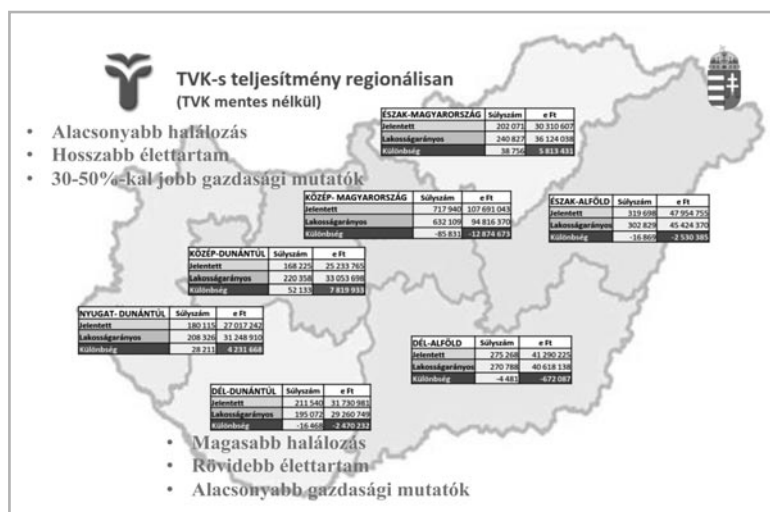 TVK-s teljesítmény regionálisan
(TVK mentes nélkül)
• Alacsonyabb halálozás
• Hosszabb élettartam
• 30-50%-kal jobb gazdasági mutatók
ÉSZAK-MAGYARORSZÁG Súlyszám e Ft
Jelentett 202 071 30 310 607
Lakosságarányos 240 827 36 124 038
Különbség 38 756 5 813 431
KÖZÉP- MAGYARORSZÁG Súlyszám e Ft
Jelentett 717 940 107 691 043
Lakosságarányos 632 109 94 816 370
Különbség -85 831 -12 874 673
ÉSZAK-ALFÖLD Súlyszám e Ft
Jelentett 319 698 47 954 755
Lakosságarányos 302 829 45 424 370
Különbség -16 869 -2 530 385
KÖZÉP-DUNÁNTÚL Súlyszám e Ft
Jelentett 168 225 25 233 765
Lakosságarányos 220 358 33 053 698
Különbség 52 133 7 819 933
NYUGAT- DUNÁNTÚL Súlyszám e Ft
Jelentett 180 115 27 017 242
Lakosságarányos 208 326 31 248 910
Különbség 28 211 4 231 668
DÉL-ALFÖLD Súlyszám e Ft
Jelentett 275 268 41 290 225
Lakosságarányos 270 788 40 618 138
Különbség -4 481 -672 087
DÉL-DUNÁNTÚL Súlyszám e Ft
Jelentett 211 540 31 730 981
Lakosságarányos 195 072 29 260 749
Különbség -16 468 -2 470 232
• Magasabb halálozás
• Rövidebb élettartam
• Alacsonyabb gazdasági mutatók